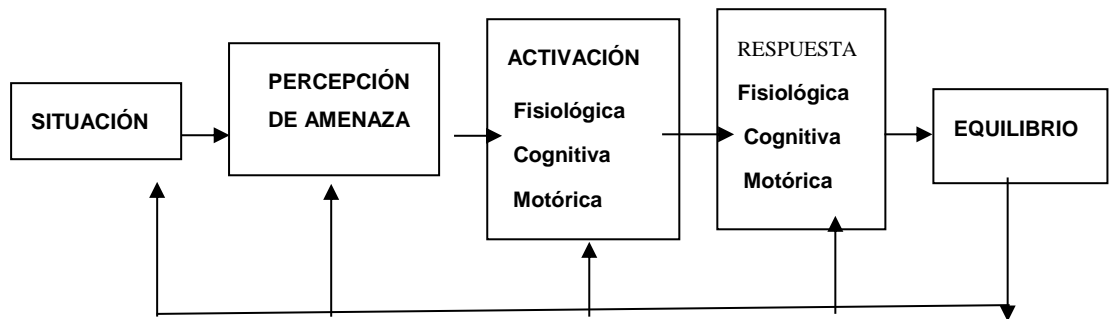 SITUACIÓN
PERCEPCIÓN
DE AMENAZA
ACTIVACIÓN
Fisiológica
Cognitiva
Motórica
RESPUESTA
Fisiológica
Cognitiva
Motórica
EQUILIBRIO